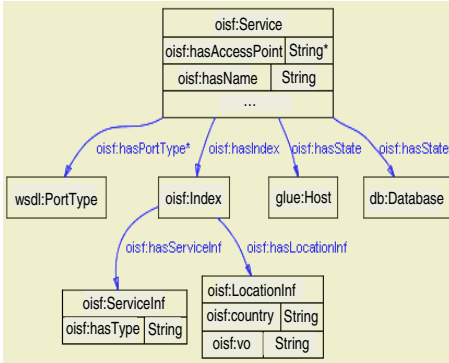 oisf:Service
oisf:hasAccessPoint String*
oisf:hasName String
...
oisf:hasPortType* oisf:hasIndex oisf:hasState oisf:hasState
wsdl:PortType oisf:Index glue:Host db:Database
oisf:hasServiceInf oisf:hasLocationInf
oisf:ServiceInf
oisf:hasType String
oisf:LocationInf
oisf:country String
oisf:vo String